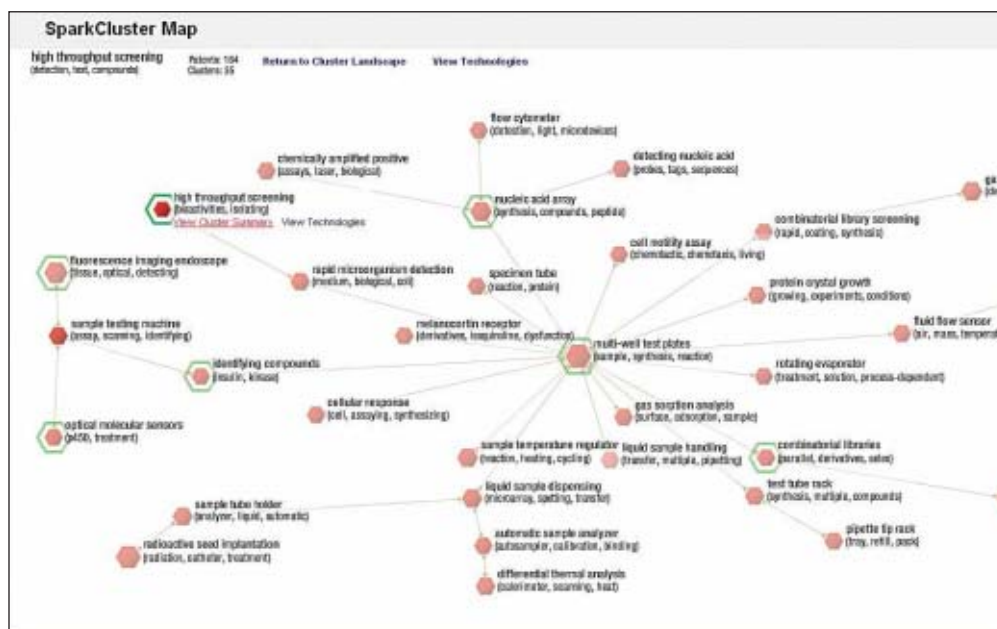 SparkCluster Map
high throughput screening
(detection, test, compounds)
Patents: 184
Clusters: 35
Return to Cluster Landscape
View Technologies
flow cytometer
(detection, light, microdevices)
chemically amplified positive
(assays, laser, biological)
detecting nucleic acid
(probes, tags, sequences)
high throughput screening
(bioactivities, isolating)
View Cluster Summary View Technologies
nucleic acid array
(synthesis, compounds, peptide)
combinatorial library screening
(rapid, coating, synthesis)
cell motility assay
(chemotactic, chemotaxis, living)
fluorescence imaging endoscope
(tissue, optical, detecting)
rapid microorganism detection
(medium, biological, coli)
specimen tube
(reaction, protein)
protein crystal growth
(growing, experiments, conditions)
sample testing machine
(assay, scanning, identifying)
melanocortin receptor
(derivatives, isoquinoline, dysfunction)
fluid flow sensor
(air, mass,
multi-well test plates
(sample, synthesis, reaction)
identifying compounds
(insulin, kinase)
rotating evaporator
(treatment, solution, process-dependent)
cellular response
(cell, assaying, synthesizing)
gas sorption analysis
(surface, adsorption, sample)
optical molecular sensors
(p450, treatment)
sample temperature regulator
(reaction, heating, cycling)
liquid sample handling
(transfer, multiple, pipetting)
combinatorial libraries
(parallel, derivatives,
liquid sample dispensing
(microarray, spotting, transfer)
test tube rack
(synthesis, multiple, compounds)
sample tube holder
(analyzer, liquid, automatic)
automatic sample analyzer
(autosampler, calibration, binding)
pipette tip rack
(tray, refill, pack)
radioactive seed implantation
(radiation, catheter, treatment)
differential thermal analysis
(calorimeter, scanning, heat)